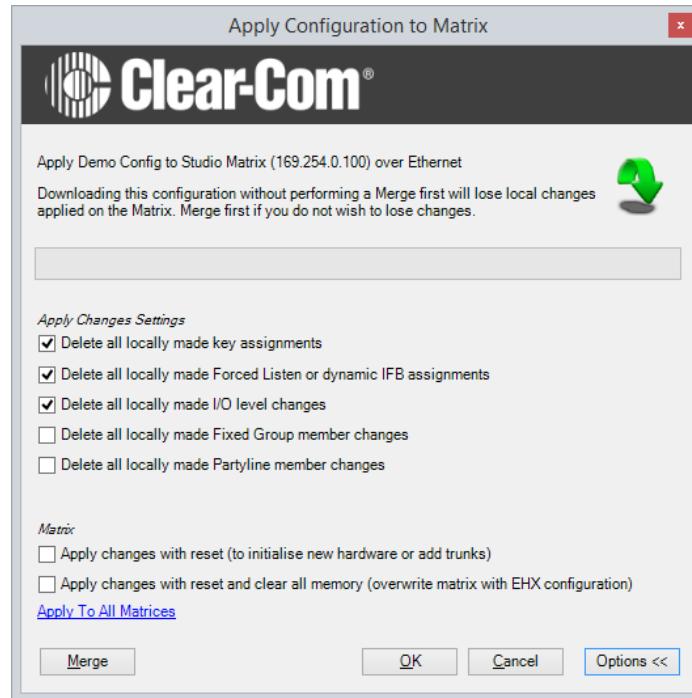 Apply Configuration to Matrix
x
Clear-Com®
Apply Demo Config to Studio Matrix (169.254.0.100) over Ethernet
Downloading this configuration without performing a Merge first will lose local changes
applied on the Matrix. Merge first if you do not wish to lose changes.
Apply Changes Settings
Delete all locally made key assignments
Delete all locally made Forced Listen or dynamic IFB assignments
Delete all locally made I/O level changes
Delete all locally made Fixed Group member changes
Delete all locally made Partyline member changes
Matrix
Apply changes with reset (to initialise new hardware or add trunks)
Apply changes with reset and clear all memory (overwrite matrix with EHX configuration)
Apply To All Matrices
Merge OK Cancel Options <<